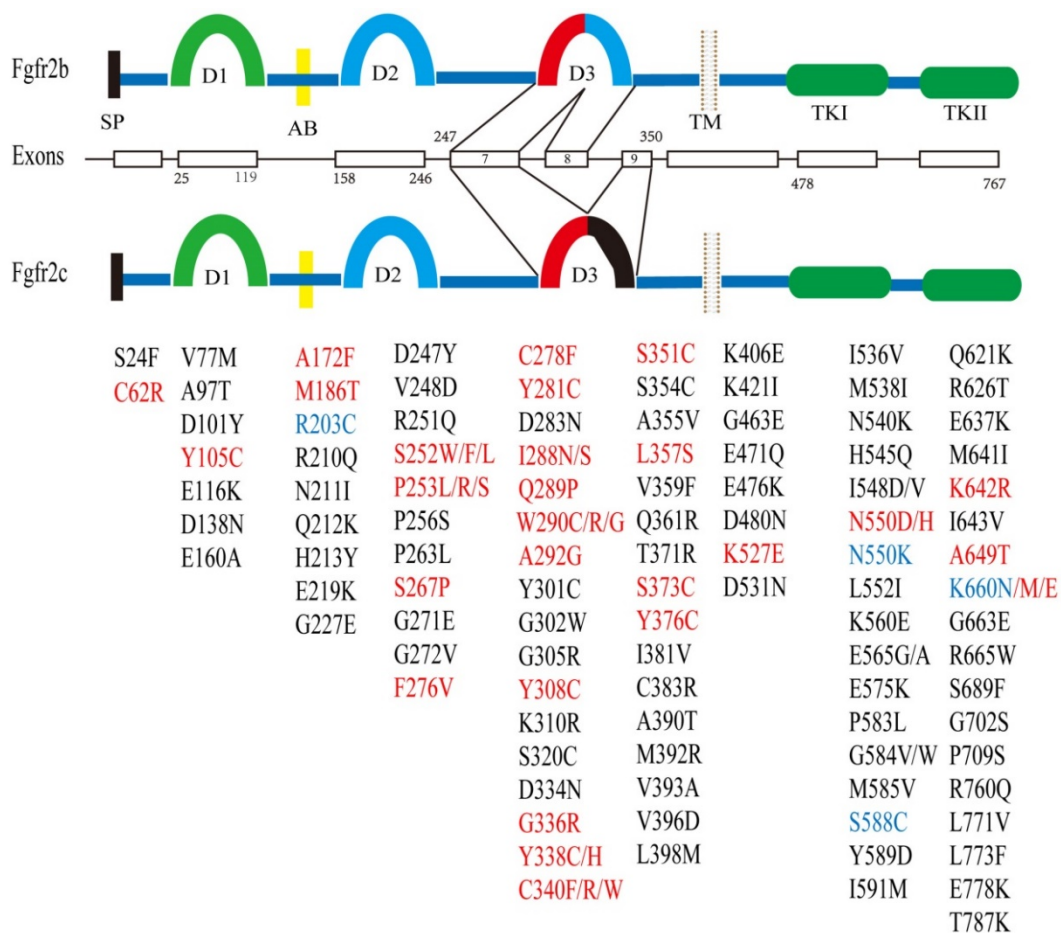 Fgfr2b
D1
D2
D3
SP
AB
TM
TKI
TKII
247
350
Exons
7
8
9
25
119
158
246
478
767
Fgfr2c
D1
D2
D3
S24F
C62R
V77M
A97T
D101Y
Y105C
E116K
D138N
E160A
A172F
M186T
R203C
R210Q
N211I
Q212K
H213Y
E219K
G227E
D247Y
V248D
R251Q
S252W/F/L
P253L/R/S
P256S
P263L
S267P
G271E
G272V
F276V
C278F
Y281C
D283N
I288N/S
Q289P
W290C/R/G
A292G
Y301C
G302W
G305R
Y308C
K310R
S320C
D334N
G336R
Y338C/H
C340F/R/W
S351C
S354C
A355V
L357S
V359F
Q361R
T371R
S373C
Y376C
I381V
C383R
A390T
M392R
V393A
V396D
L398M
K406E
K421I
G463E
E471Q
E476K
D480N
K527E
D531N
I536V
M538I
N540K
H545Q
I548D/V
N550D/H
N550K
L552I
K560E
E565G/A
E575K
P583L
G584V/W
M585V
S588C
Y589D
I591M
Q621K
R626T
E637K
M641I
K642R
I643V
A649T
K660N/M/E
G663E
R665W
S689F
G702S
P709S
R760Q
L771V
L773F
E778K
T787K